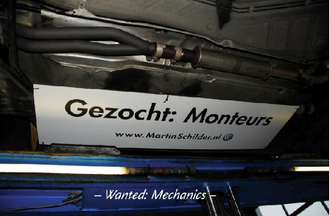 Gezocht: Monteurs
www.MartinSchilder.nl
– Wanted: Mechanics –